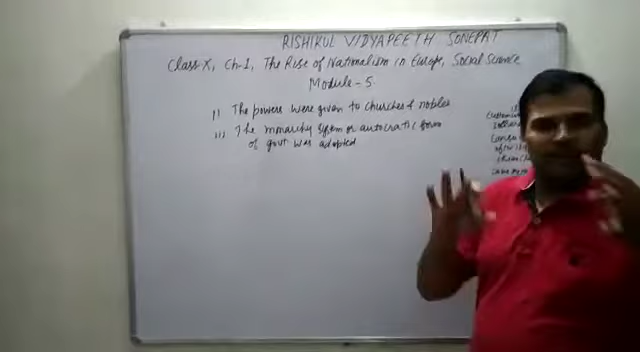 RISHIKUL VIDYAPEETH SONEPAT
Class X, Ch-1, The Rise of Nationalism in Europe, Social Science
Module-5
ii) The powers were given to churches & nobles
iii) The monarchy system or autocratic form
of govt was adopted